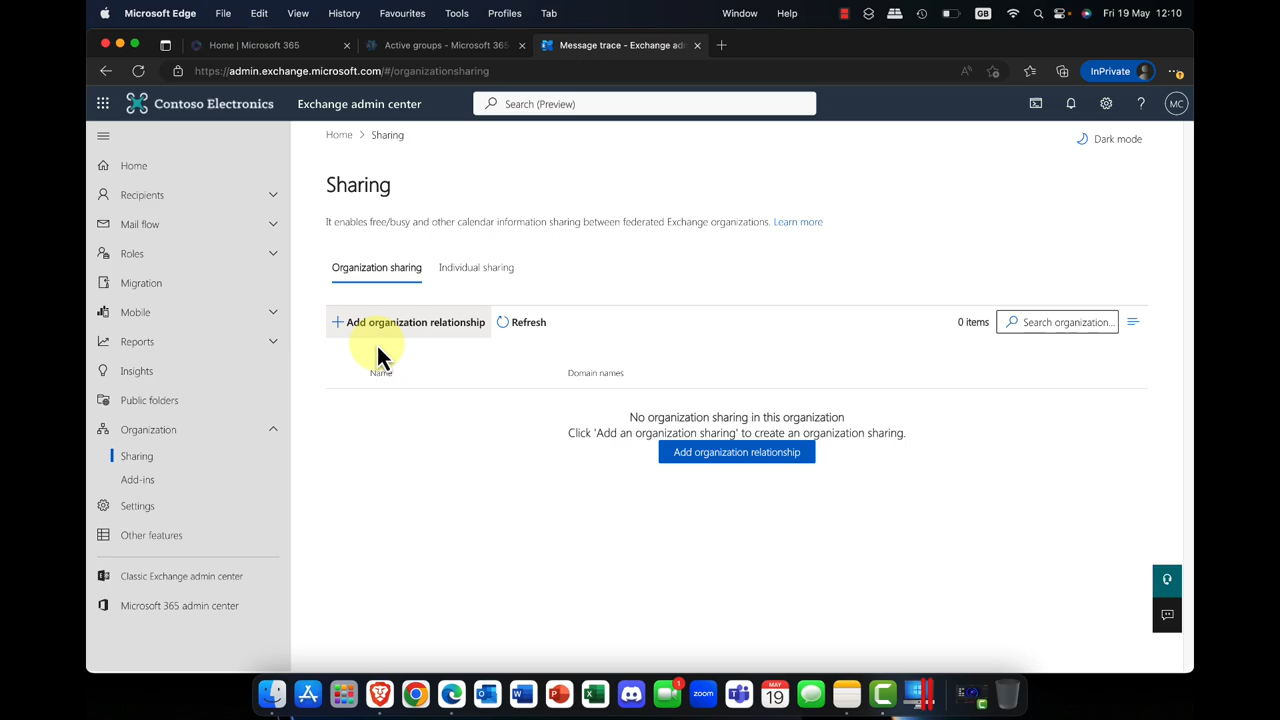 Microsoft Edge File Edit View History Favourites Tools Profiles Tab Window Help GB Fri 19 May 12:10
Home | Microsoft 365
Active groups - Microsoft 365
Message trace - Exchange adm
https://admin.exchange.microsoft.com/#/organizationsharing
InPrivate
Contoso Electronics
Exchange admin center
Search (Preview)
MC
Home
Recipients
Mail flow
Roles
Migration
Mobile
Reports
Insights
Public folders
Organization
Sharing
Add-ins
Settings
Other features
Classic Exchange admin center
Microsoft 365 admin center
Home > Sharing
Dark mode
Sharing
It enables free/busy and other calendar information sharing between federated Exchange organizations. Learn more
Organization sharing
Individual sharing
Add organization relationship
Refresh
0 items
Search organization...
Name
Domain names
No organization sharing in this organization
Click 'Add an organization sharing' to create an organization sharing.
Add organization relationship
1
zoom
MAY
19